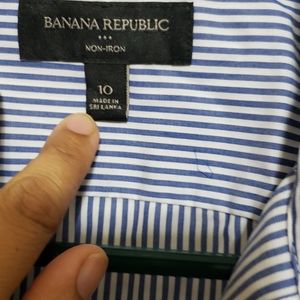 BANANA REPUBLIC
NON-IRON
10
MADE IN
SRI LANKA